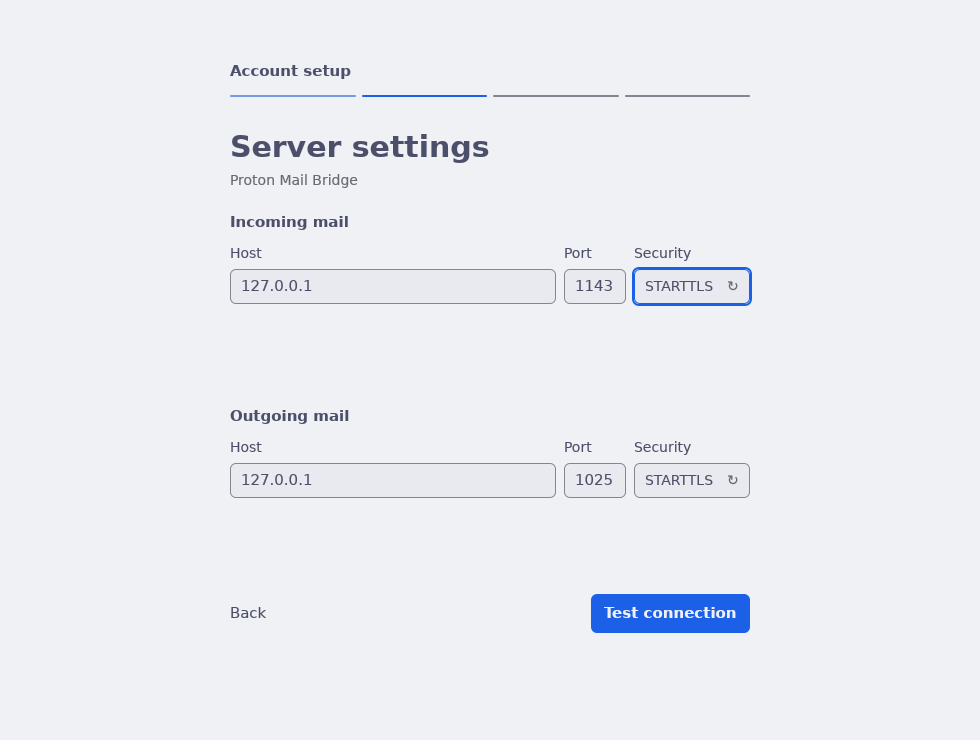 Account setup
Server settings
Proton Mail Bridge
Incoming mail
Host Port Security
127.0.0.1 1143 STARTTLS ↻
Outgoing mail
Host Port Security
127.0.0.1 1025 STARTTLS ↻
Back Test connection